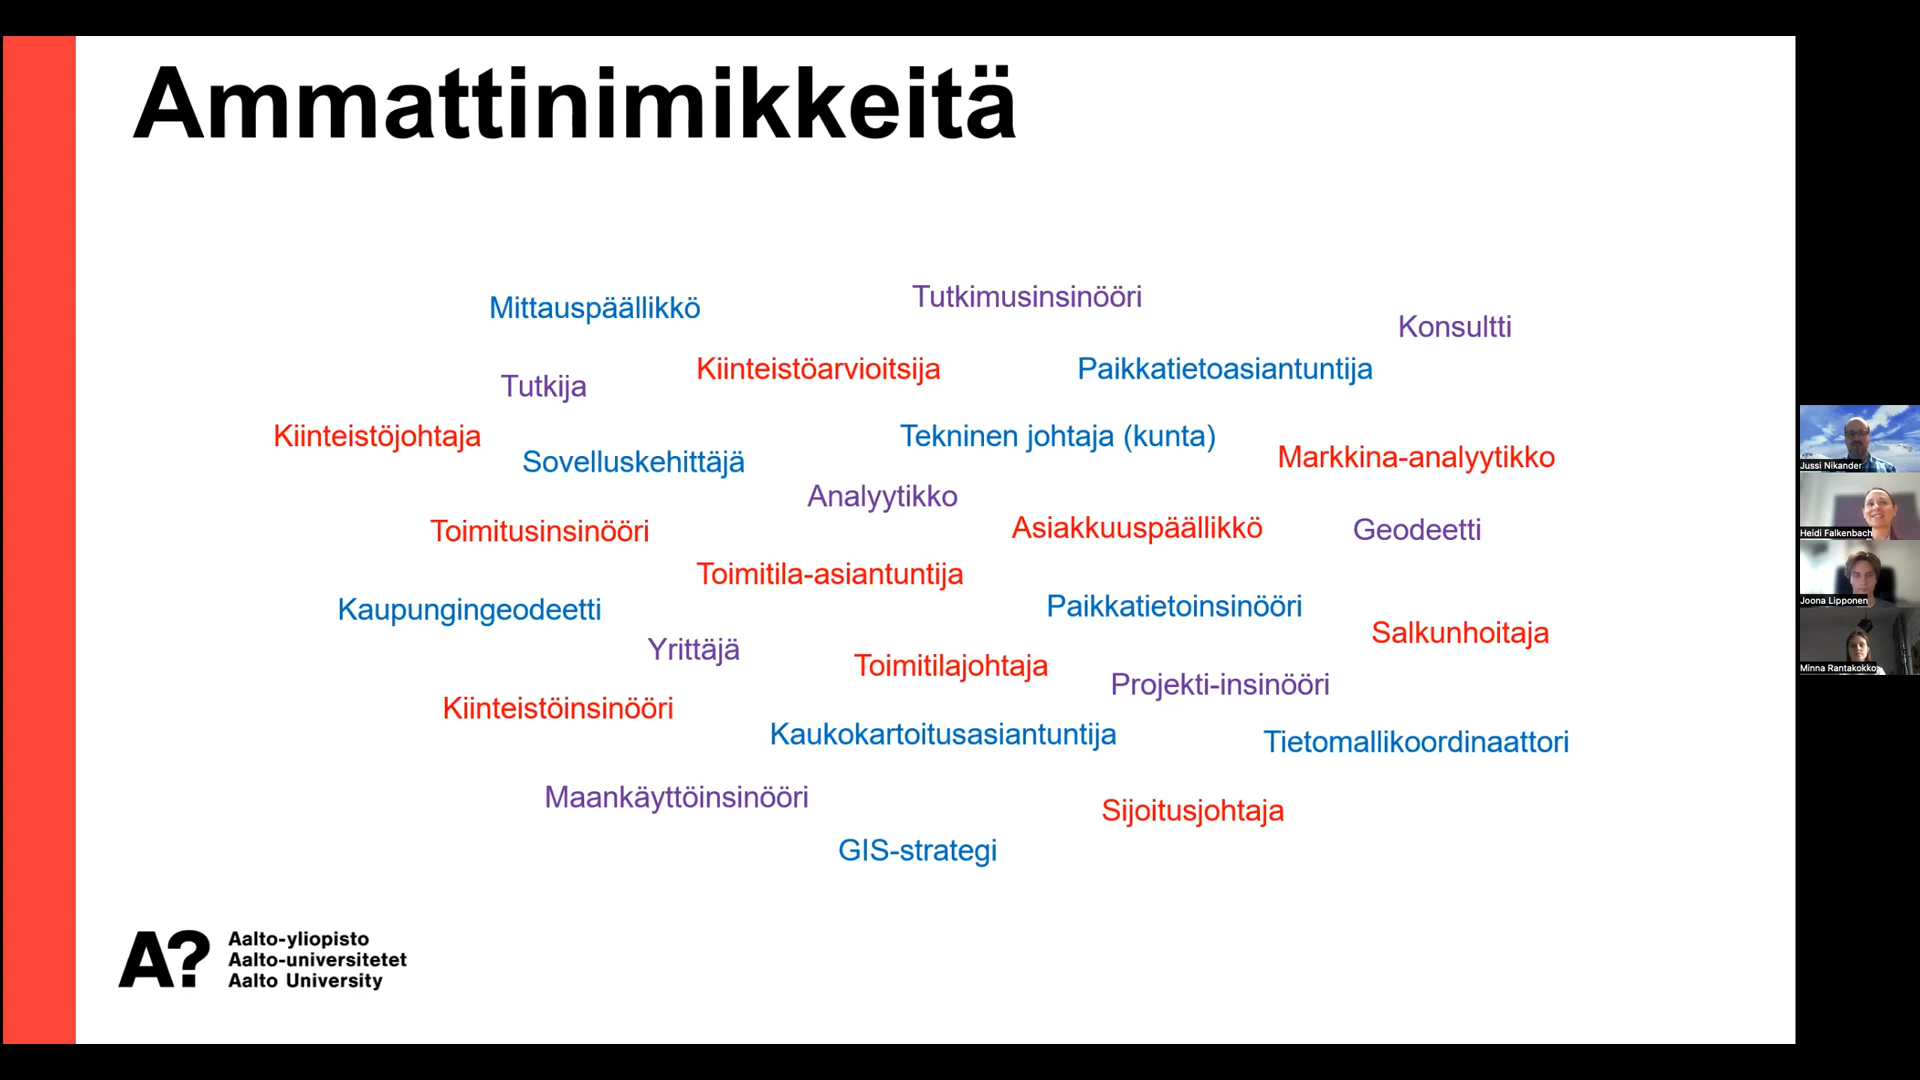 Ammattinimikkeitä
Mittauspäällikkö
Tutkimusinsinööri
Konsultti
Tutkija
Kiinteistöarvioitsija
Paikkatietoasiantuntija
Kiinteistöjohtaja
Sovelluskehittäjä
Tekninen johtaja (kunta)
Markkina-analyytikko
Analyytikko
Toimitusinsinööri
Asiakkuuspäällikkö
Geodeetti
Toimitila-asiantuntija
Kaupungingeodeetti
Paikkatietoinsinööri
Salkunhoitaja
Yrittäjä
Toimitilajohtaja
Projekti-insinööri
Kiinteistöinsinööri
Kaukokartoitusasiantuntija
Tietomallikoordinaattori
Maankäyttöinsinööri
Sijoitusjohtaja
GIS-strategi
A?
Aalto-yliopisto
Aalto-universitetet
Aalto University
Jussi Nikander
Heidi Falkenbach
Joona Lipponen
Minna Rantakokko